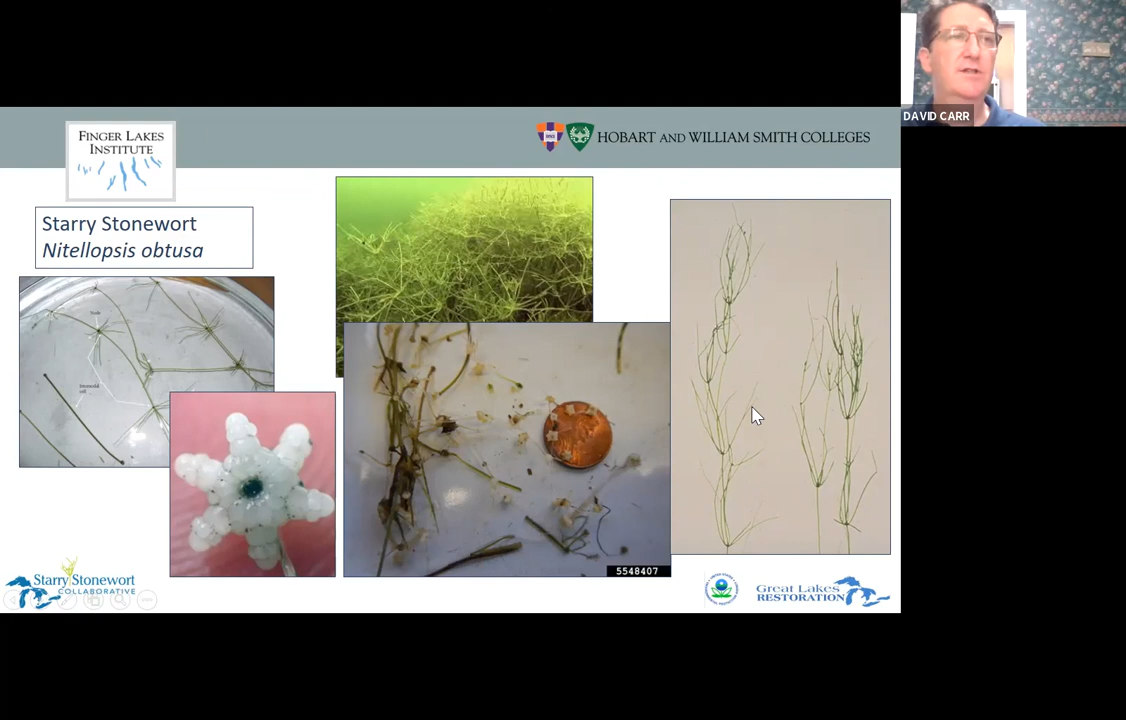 DAVID CARR
FINGER LAKES
INSTITUTE
HOBART AND WILLIAM SMITH COLLEGES
Starry Stonewort
Nitellopsis obtusa
Node
5548407
Starry Stonewort
COLLABORATIVE
Great Lakes
RESTORATION